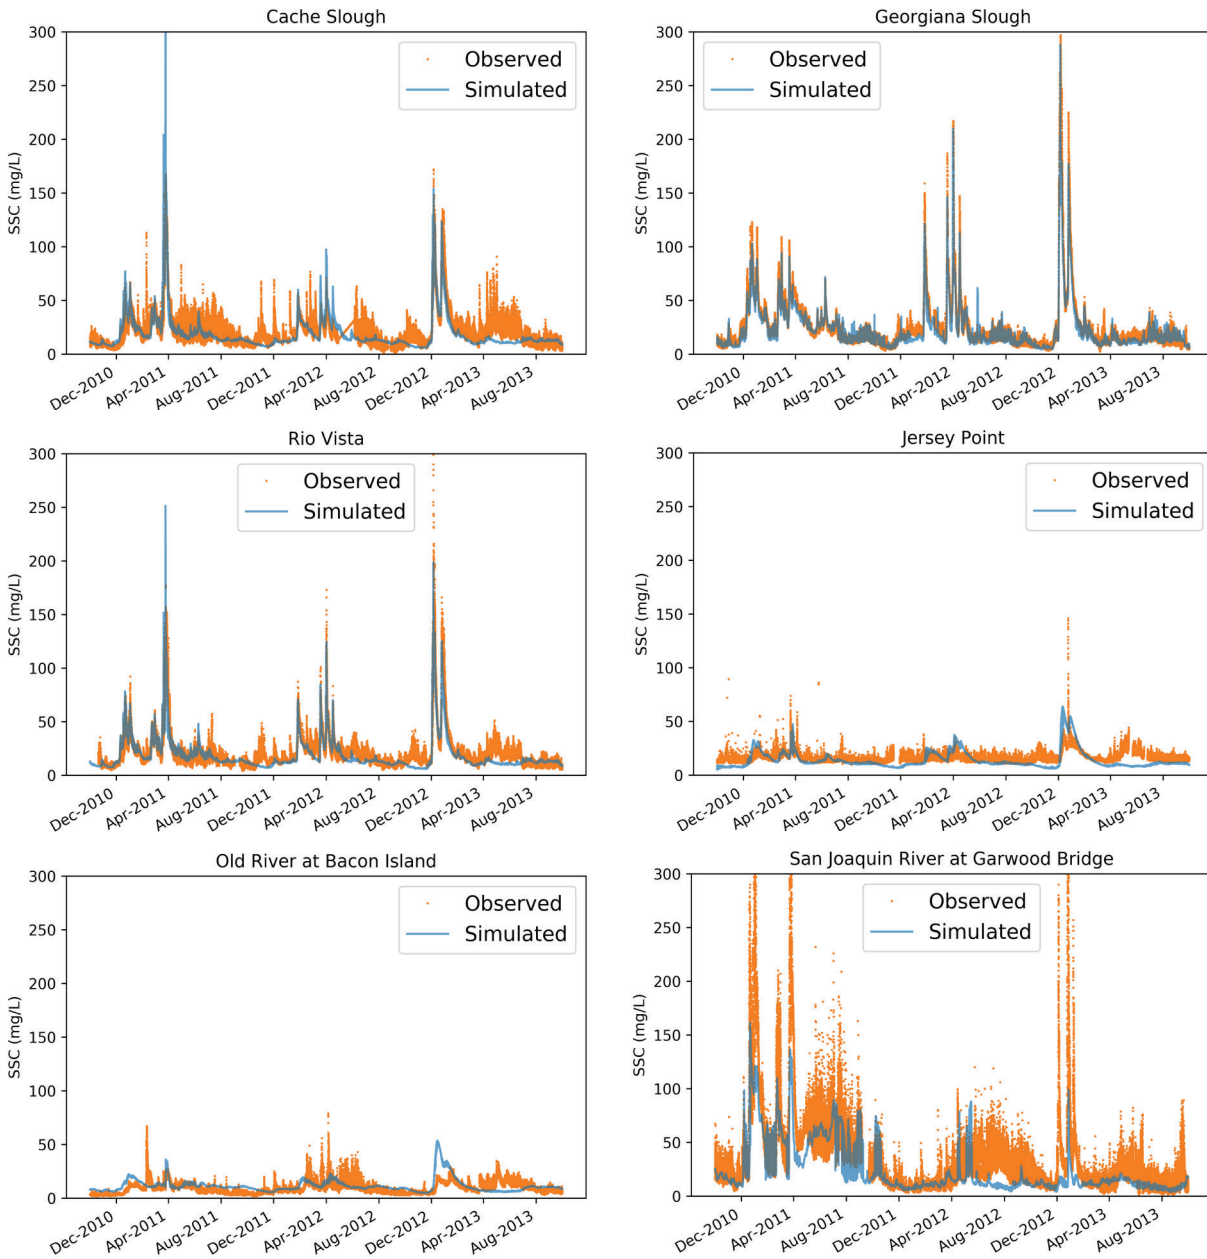 Cache Slough
300
250
200
150
100
50
0
SSC (mg/L)
Observed
Simulated
Dec-2010
Apr-2011
Aug-2011
Dec-2011
Apr-2012
Aug-2012
Dec-2012
Apr-2013
Aug-2013
Georgiana Slough
300
250
200
150
100
50
0
SSC (mg/L)
Observed
Simulated
Dec-2010
Apr-2011
Aug-2011
Dec-2011
Apr-2012
Aug-2012
Dec-2012
Apr-2013
Aug-2013
Rio Vista
300
250
200
150
100
50
0
SSC (mg/L)
Observed
Simulated
Dec-2010
Apr-2011
Aug-2011
Dec-2011
Apr-2012
Aug-2012
Dec-2012
Apr-2013
Aug-2013
Jersey Point
300
250
200
150
100
50
0
SSC (mg/L)
Observed
Simulated
Dec-2010
Apr-2011
Aug-2011
Dec-2011
Apr-2012
Aug-2012
Dec-2012
Apr-2013
Aug-2013
Old River at Bacon Island
300
250
200
150
100
50
0
SSC (mg/L)
Observed
Simulated
Dec-2010
Apr-2011
Aug-2011
Dec-2011
Apr-2012
Aug-2012
Dec-2012
Apr-2013
Aug-2013
San Joaquin River at Garwood Bridge
300
250
200
150
100
50
0
SSC (mg/L)
Observed
Simulated
Dec-2010
Apr-2011
Aug-2011
Dec-2011
Apr-2012
Aug-2012
Dec-2012
Apr-2013
Aug-2013